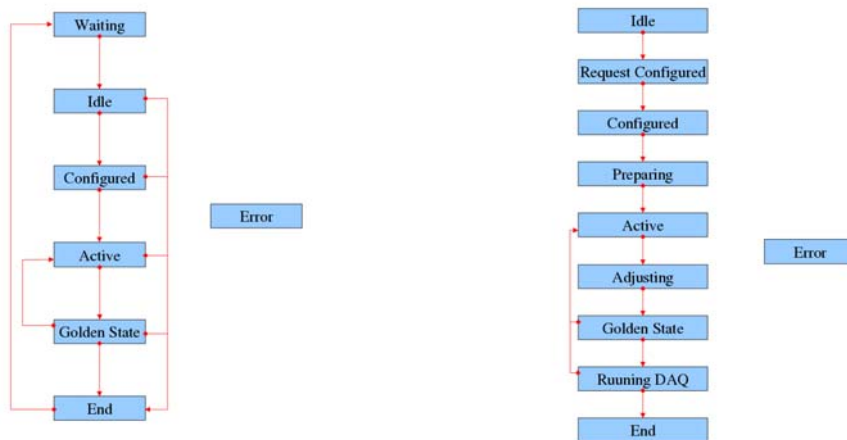 Waiting
Idle
Configured
Error
Active
Golden State
End
Idle
Request Configured
Configured
Preparing
Active
Error
Adjusting
Golden State
Ruuning DAQ
End